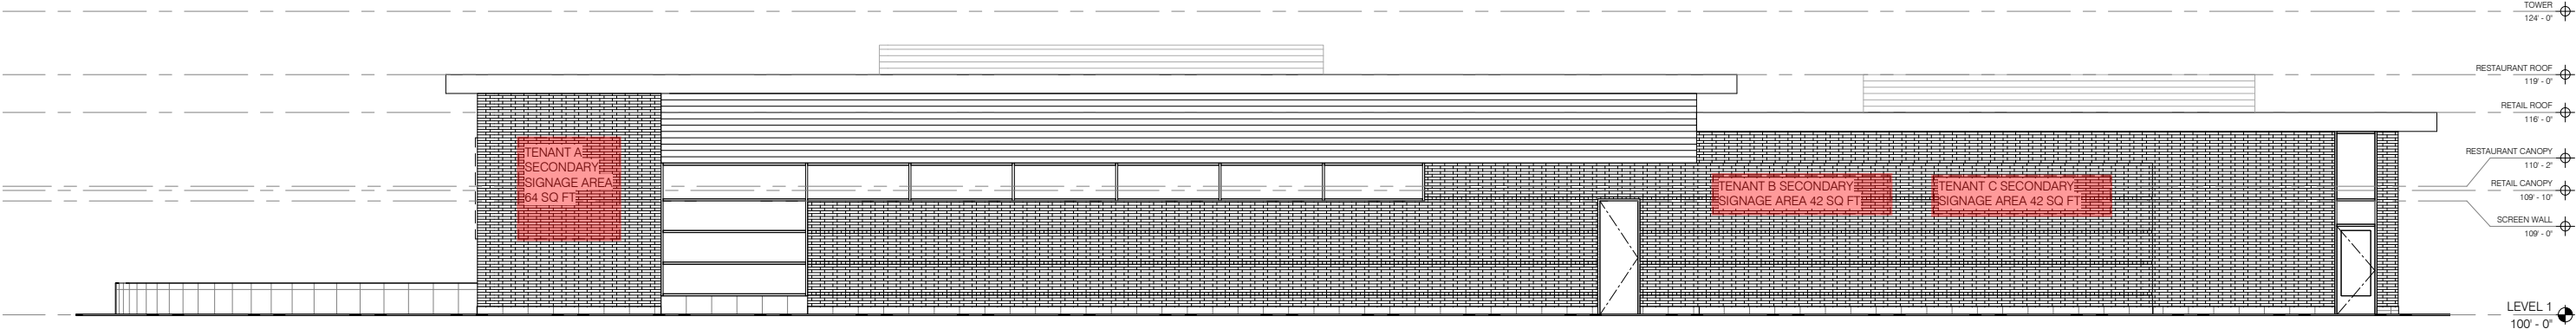 TOWER
124' - 0"
RESTAURANT ROOF
119' - 0"
RETAIL ROOF
116' - 0"
RESTAURANT CANOPY
110' - 2"
RETAIL CANOPY
109' - 10"
SCREEN WALL
109' - 0"
LEVEL 1
100' - 0"
TENANT A
SECONDARY
SIGNAGE AREA
64 SQ FT
TENANT B SECONDARY
SIGNAGE AREA 42 SQ FT
TENANT C SECONDARY
SIGNAGE AREA 42 SQ FT